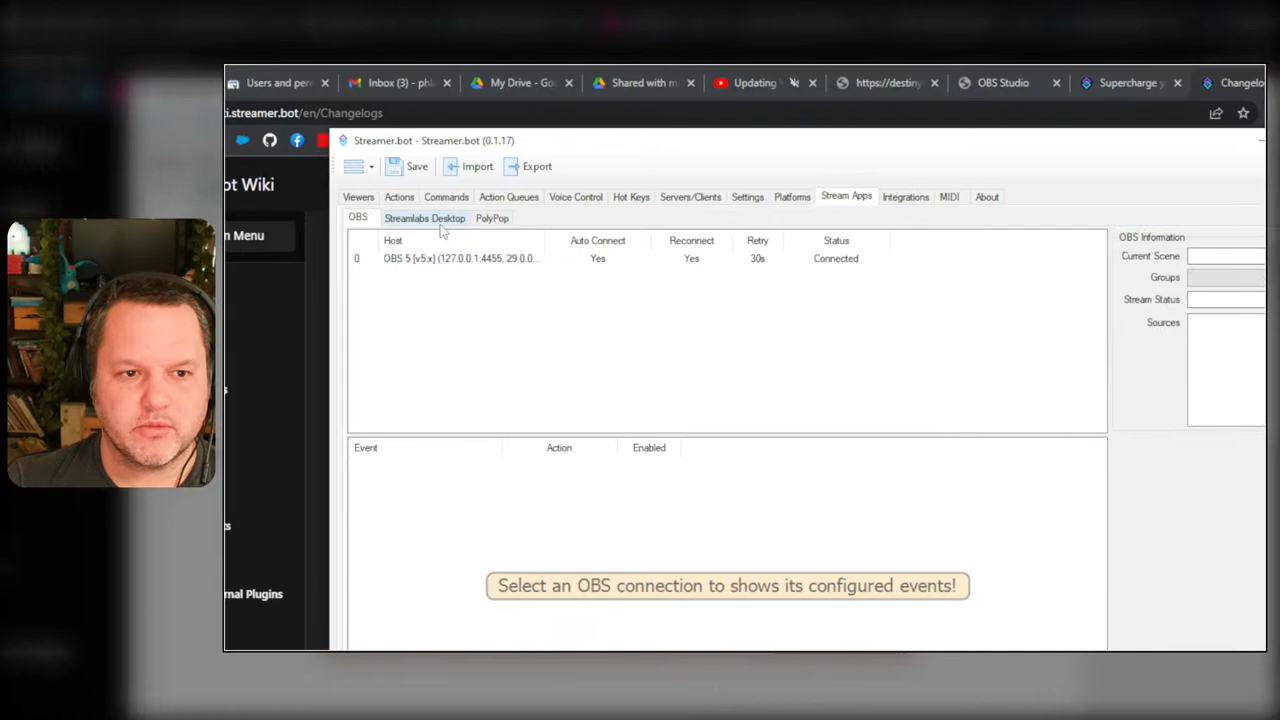 Users and perr
Inbox (3) - phl
My Drive - Goo
Shared with m
Updating
https://destiny
OBS Studio
Supercharge y
Changelo
i.streamer.bot/en/Changelogs
ot Wiki
n Menu
rnal Plugins
Streamer.bot - Streamer.bot (0.1.17)
Save Import Export
Viewers Actions Commands Action Queues Voice Control Hot Keys Servers/Clients Settings Platforms Stream Apps Integrations MIDI About
OBS Streamlabs Desktop PolyPop
Host Auto Connect Reconnect Retry Status
0 OBS 5 [v5.x] (127.0.0.1:4455, 29.0.0... Yes Yes 30s Connected
OBS Information
Current Scene
Groups
Stream Status
Sources
Event Action Enabled
Select an OBS connection to shows its configured events!